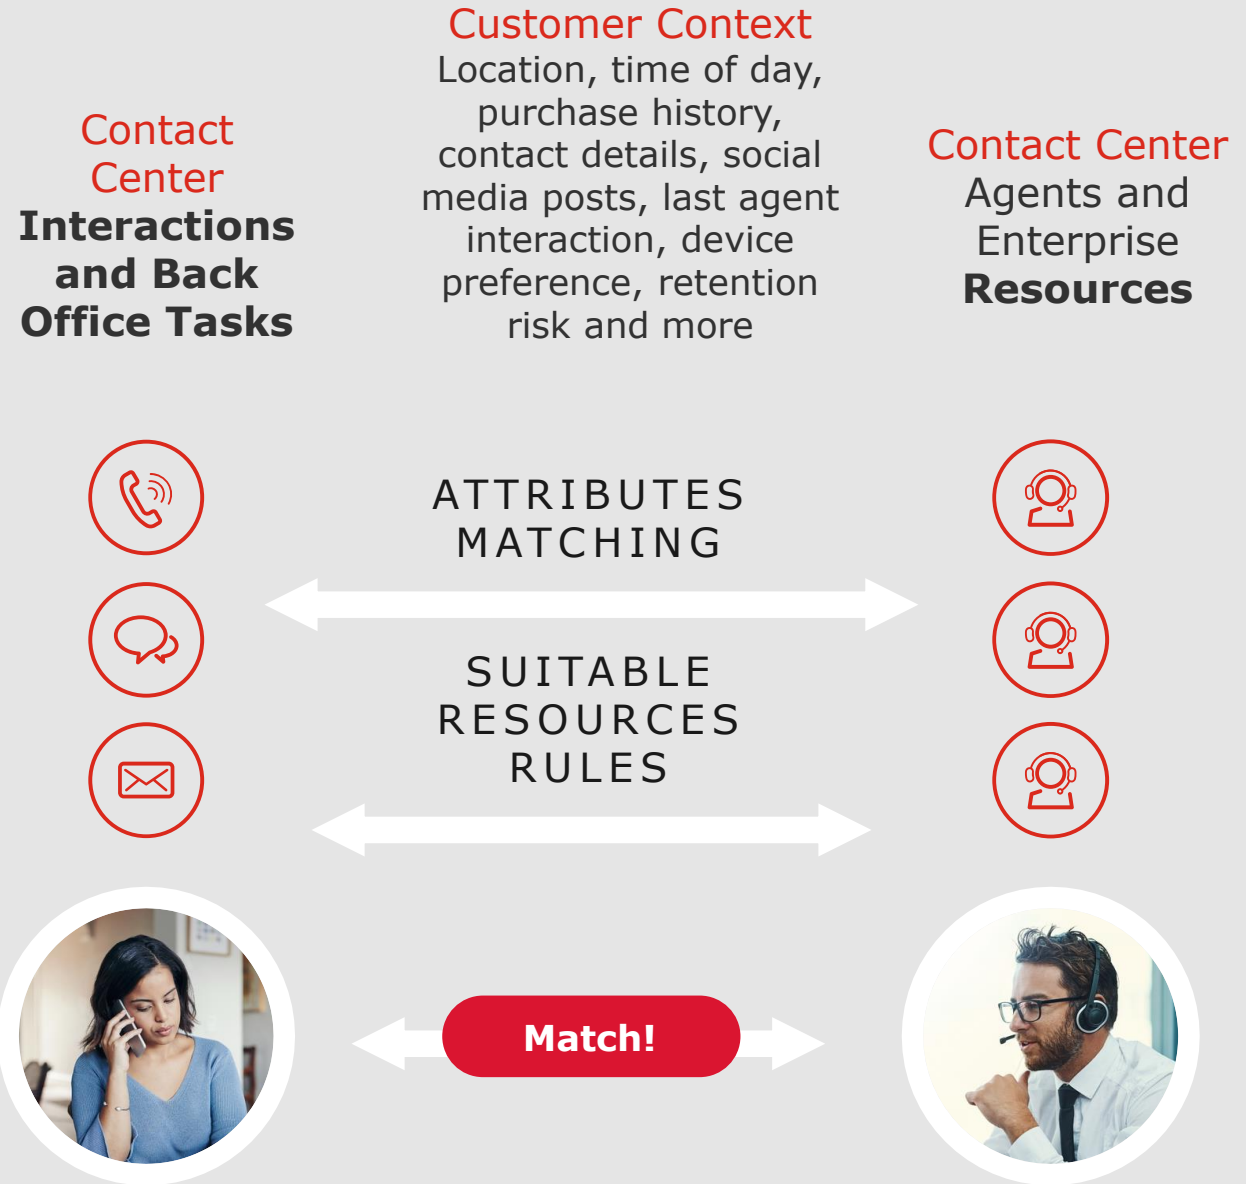 Contact
Center
Interactions
and Back
Office Tasks
Customer Context
Location, time of day,
purchase history,
contact details, social
media posts, last agent
interaction, device
preference, retention
risk and more
Contact Center
Agents and
Enterprise
Resources
ATTRIBUTES
MATCHING
SUITABLE
RESOURCES
RULES
Match!